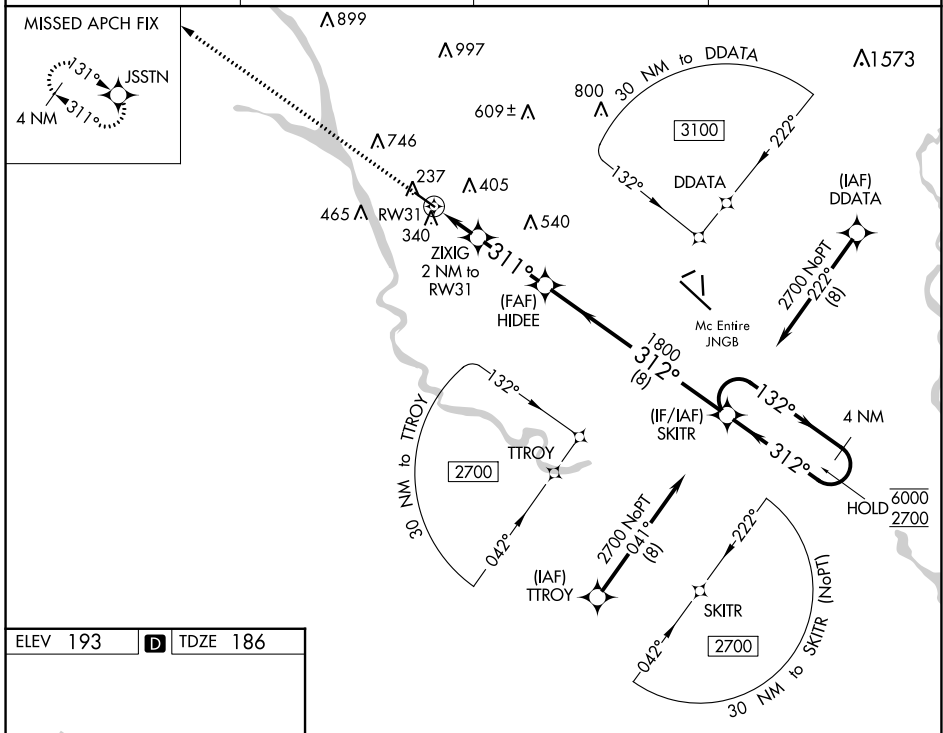 MISSED APCH FIX
131°
JSSTN
311°
4 NM
899
997
1573
30 NM to DDATA
800
609±
3100
222°
132°
DDATA
746
237
405
465
RW31
340
540
ZIXIG
2 NM to
RW31
311°
(FAF)
HIDEE
(IAF)
DDATA
2700 NoPT
222°
(8)
Mc Entire
JNGB
1800
312°
(8)
(IF/IAF)
SKITR
132°
4 NM
312°
HOLD
6000
2700
30 NM to TTROY
132°
TTROY
2700
042°
2700 NoPT
041°
(8)
(IAF)
TTROY
222°
SKITR
042°
2700
30 NM to SKITR (NoPT)
ELEV 193
D
TDZE 186